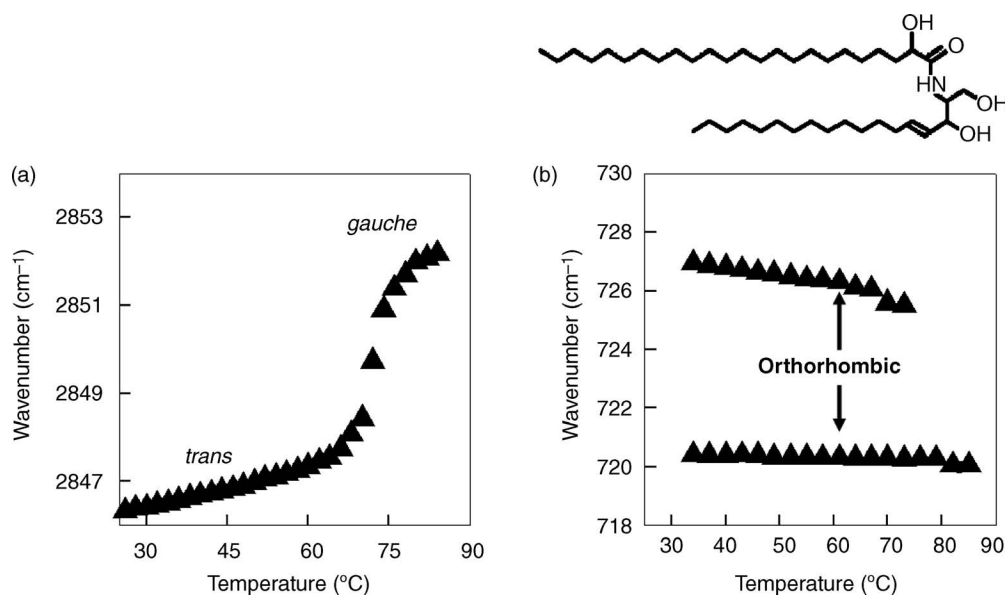 OH
O
HN
OH
OH
(a)
2853
2851
2849
2847
Wavenumber (cm⁻¹)
gauche
trans
30 45 60 75 90
Temperature (°C)
(b)
730
728
726
724
722
720
718
Wavenumber (cm⁻¹)
Orthorhombic
30 40 50 60 70 80 90
Temperature (°C)